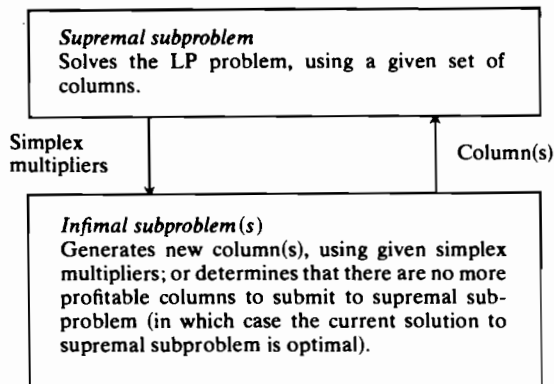 Supremal subproblem
Solves the LP problem, using a given set of
columns.
Simplex
multipliers
Column(s)
Infimal subproblem(s)
Generates new column(s), using given simplex
multipliers; or determines that there are no more
profitable columns to submit to supremal sub-
problem (in which case the current solution to
supremal subproblem is optimal).